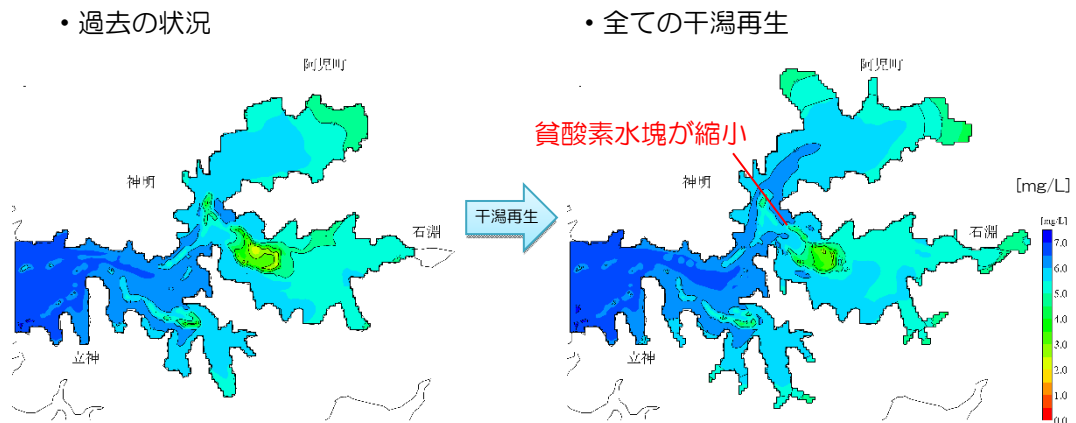 ・過去の状況
・全ての干潟再生
阿児町
阿児町
貧酸素水塊が縮小
神明
神明
[mg/L]
干潟再生
石淵
石淵
[mg/L]
7.0
6.0
5.0
4.0
3.0
2.0
1.0
0.0
立神
立神